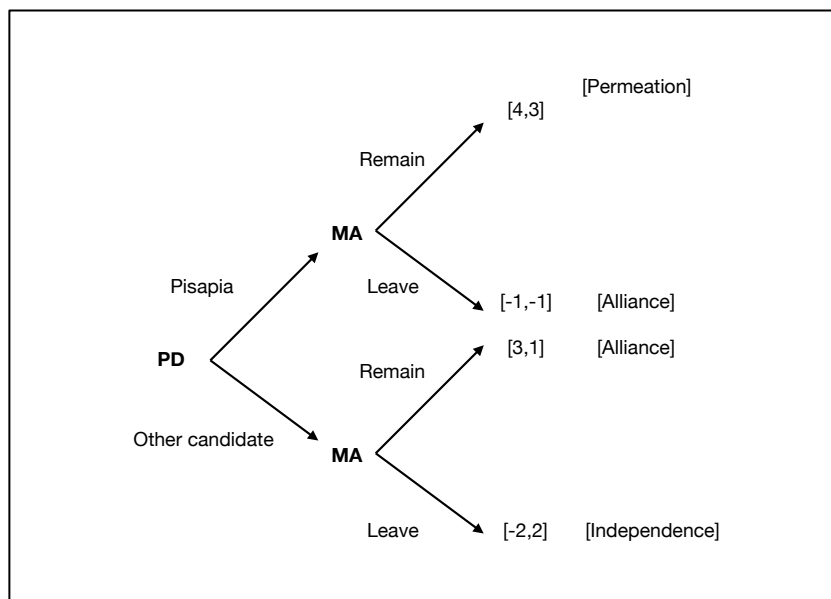 [Permeation]
[4,3]
Remain
MA
Leave
Pisapia
[-1,-1] [Alliance]
[3,1] [Alliance]
PD
Remain
Other candidate
MA
Leave
[-2,2] [Independence]